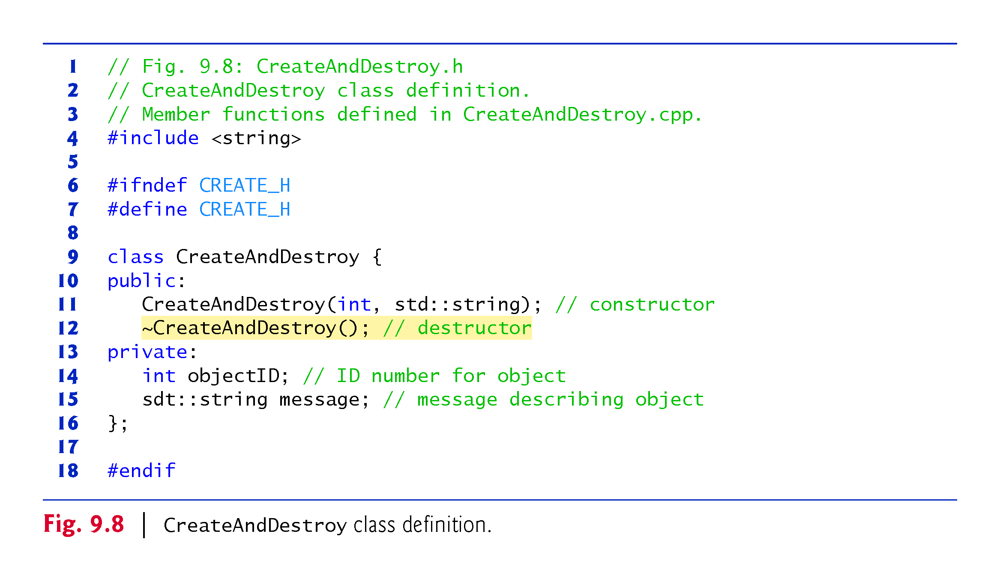 1 // Fig. 9.8: CreateAndDestroy.h
2 // CreateAndDestroy class definition.
3 // Member functions defined in CreateAndDestroy.cpp.
4 #include <string>
5
6 #ifndef CREATE_H
7 #define CREATE_H
8
9 class CreateAndDestroy {
10 public:
11    CreateAndDestroy(int, std::string); // constructor
12    ~CreateAndDestroy(); // destructor
13 private:
14    int objectID; // ID number for object
15    sdt::string message; // message describing object
16 };
17
18 #endif
Fig. 9.8 | CreateAndDestroy class definition.